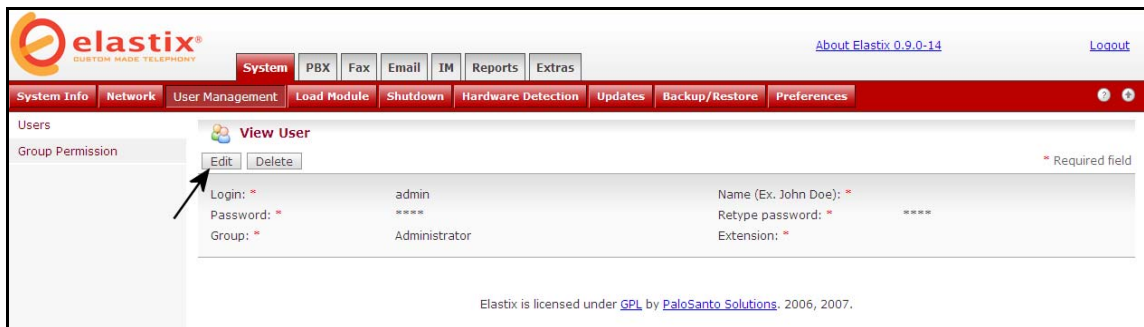 elastix®
CUSTOM MADE TELEPHONY
About Elastix 0.9.0-14
Logout
System PBX Fax Email IM Reports Extras
System Info Network User Management Load Module Shutdown Hardware Detection Updates Backup/Restore Preferences
Users
Group Permission
View User
Edit Delete
* Required field
Login: * admin Name (Ex. John Doe): *
Password: * **** Retype password: * ****
Group: * Administrator Extension: *
Elastix is licensed under GPL by PaloSanto Solutions. 2006, 2007.